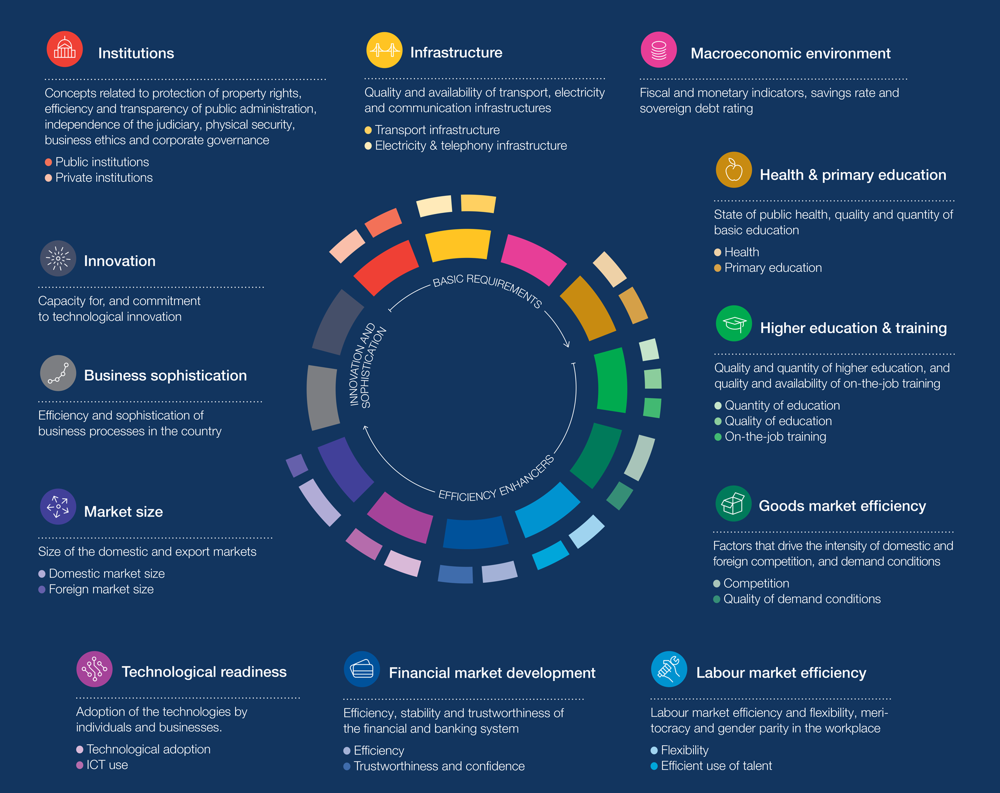 Institutions
Concepts related to protection of property rights,
efficiency and transparency of public administration,
independence of the judiciary, physical security,
business ethics and corporate governance
Public institutions
Private institutions
Infrastructure
Quality and availability of transport, electricity
and communication infrastructures
Transport infrastructure
Electricity & telephony infrastructure
Macroeconomic environment
Fiscal and monetary indicators, savings rate and
sovereign debt rating
Health & primary education
State of public health, quality and quantity of
basic education
Health
Primary education
Innovation
Capacity for, and commitment
to technological innovation
Business sophistication
Efficiency and sophistication of
business processes in the country
BASIC REQUIREMENTS
INNOVATION AND
SOPHISTICATION
EFFICIENCY ENHANCERS
Higher education & training
Quality and quantity of higher education, and
quality and availability of on-the-job training
Quantity of education
Quality of education
On-the-job training
Market size
Size of the domestic and export markets
Domestic market size
Foreign market size
Goods market efficiency
Factors that drive the intensity of domestic and
foreign competition, and demand conditions
Competition
Quality of demand conditions
Technological readiness
Adoption of the technologies by
individuals and businesses.
Technological adoption
ICT use
Financial market development
Efficiency, stability and trustworthiness of
the financial and banking system
Efficiency
Trustworthiness and confidence
Labour market efficiency
Labour market efficiency and flexibility, meri-
tocracy and gender parity in the workplace
Flexibility
Efficient use of talent